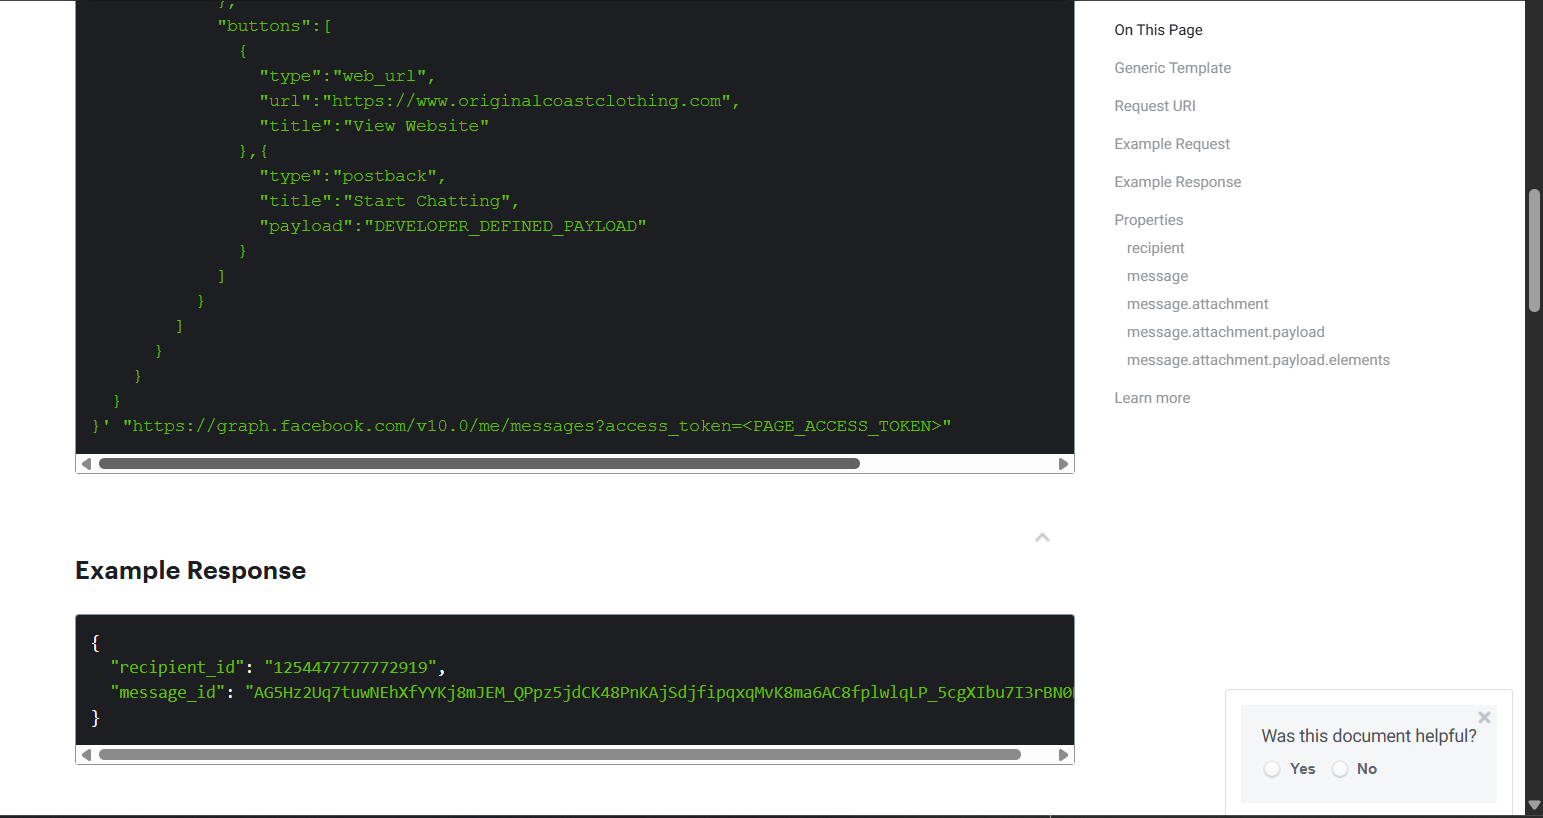 },
"buttons":[
{
"type":"web_url",
"url":"https://www.originalcoastclothing.com",
"title":"View Website"
},{
"type":"postback",
"title":"Start Chatting",
"payload":"DEVELOPER_DEFINED_PAYLOAD"
}
]
}
]
}
}
}
}' "https://graph.facebook.com/v10.0/me/messages?access_token=<PAGE_ACCESS_TOKEN>"
Example Response
{
"recipient_id": "1254477777772919",
"message_id": "AG5Hz2Uq7tuwNEhXfYYKj8mJEM_QPpz5jdCK48PnKAjSdjfipqxqMvK8ma6AC8fplwlqLP_5cgXIbu7I3rBN0
}
On This Page
Generic Template
Request URI
Example Request
Example Response
Properties
recipient
message
message.attachment
message.attachment.payload
message.attachment.payload.elements
Learn more
Was this document helpful?
Yes No